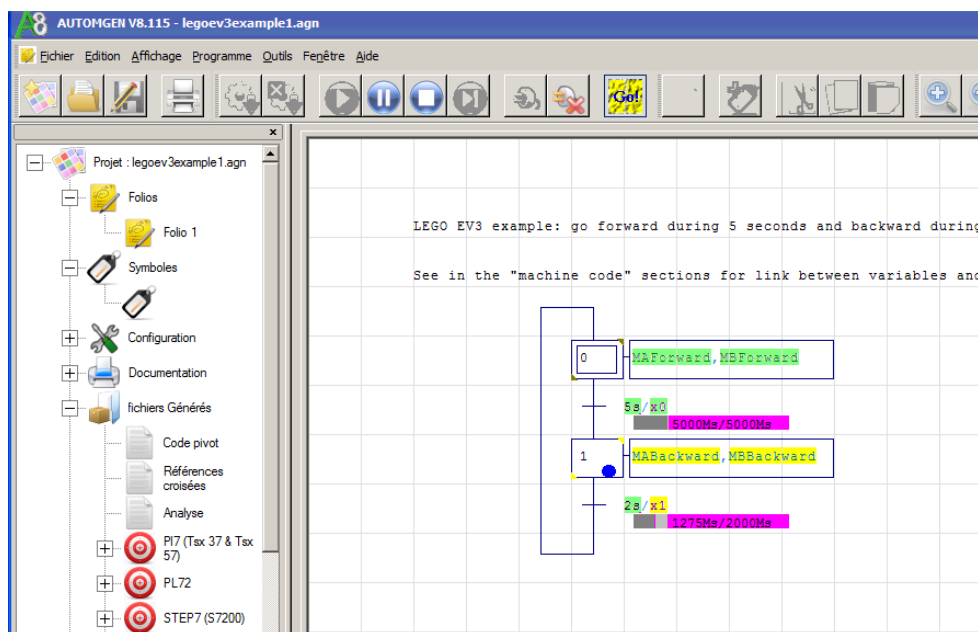 AUTOMGEN V8.115 - legoev3example1.agn
Fichier Edition Affichage Programme Outils Fenêtre Aide
Go!
Projet : legoev3example1.agn
Folios
Folio 1
Symboles
Configuration
Documentation
fichiers Générés
Code pivot
Références
croisées
Analyse
Pl7 (Tsx 37 & Tsx
57)
PL72
STEP7 (S7200)
LEGO EV3 example: go forward during 5 seconds and backward during
See in the "machine code" sections for link between variables and
0 MAForward,MBForward
5s/x0
5000Ms/5000Ms
1 MABackward,MBBackward
2s/x1
1275Ms/2000Ms